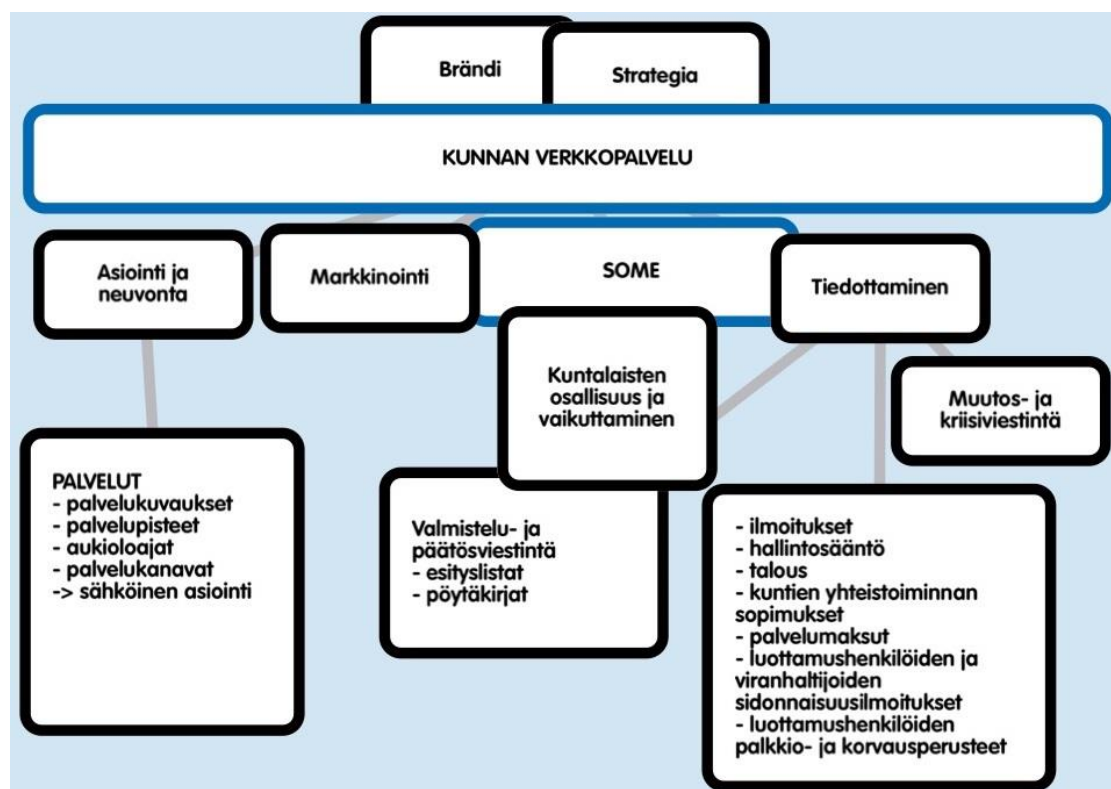 Brändi
Strategia
KUNNAN VERKKOPALVELU
Asiointi ja
neuvonta
Markkinointi
SOME
Tiedottaminen
Kuntalaisten
osallisuus ja
vaikuttaminen
Muutos- ja
kriisiviestintä
PALVELUT
- palvelukuvaukset
- palvelupisteet
- aukioloajat
- palvelukanavat
-> sähköinen asiointi
Valmistelu- ja
päätösviestintä
- esityslistat
- pöytäkirjat
- ilmoitukset
- hallintosääntö
- talous
- kuntien yhteistoiminnan
sopimukset
- palvelumaksut
- luottamushenkilöiden ja
viranhaltijoiden
sidonnaisuusilmoitukset
- luottamushenkilöiden
palkkio- ja korvausperusteet